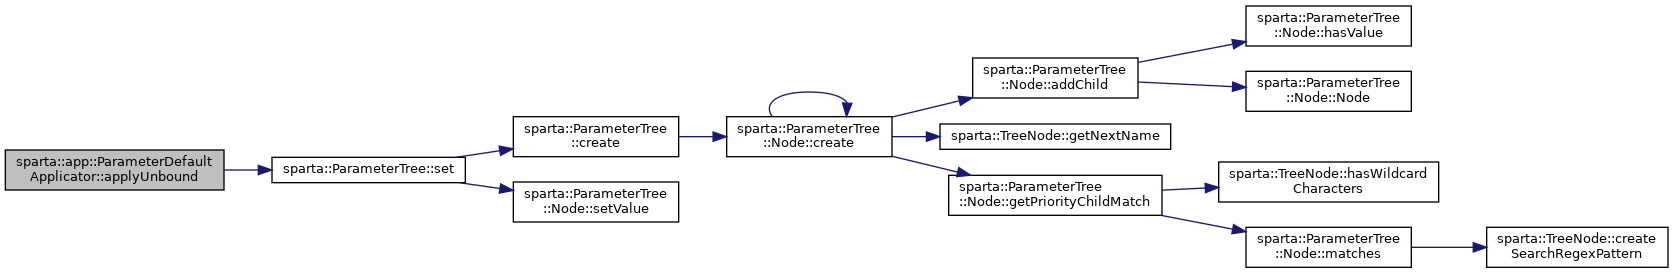 sparta::app::ParameterDefault
Applicator::applyUnbound
sparta::ParameterTree::set
sparta::ParameterTree
::create
sparta::ParameterTree
::Node::setValue
sparta::ParameterTree
::Node::create
sparta::ParameterTree
::Node::addChild
sparta::TreeNode::getNextName
sparta::ParameterTree
::Node::getPriorityChildMatch
sparta::ParameterTree
::Node::hasValue
sparta::ParameterTree
::Node::Node
sparta::TreeNode::hasWildcard
Characters
sparta::ParameterTree
::Node::matches
sparta::TreeNode::create
SearchRegexPattern